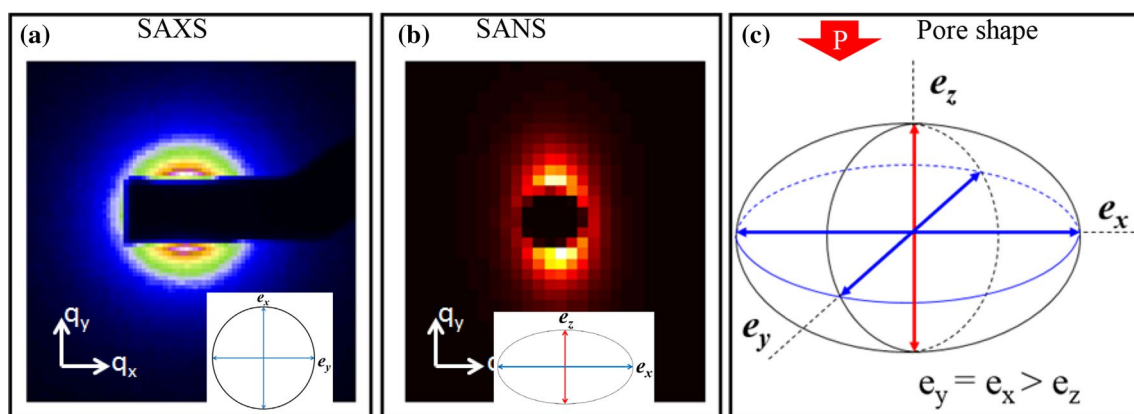 (a) SAXS
q_y
q_x
e_x
e_y
(b) SANS
q_y
e_z
e_x
(c) P Pore shape
e_z
e_x
e_y
e_y = e_x > e_z